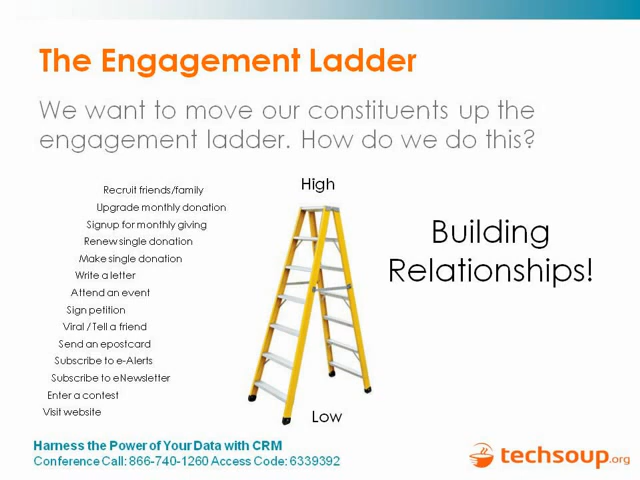 The Engagement Ladder
We want to move our constituents up the
engagement ladder. How do we do this?
High
Recruit friends/family
Upgrade monthly donation
Signup for monthly giving
Renew single donation
Make single donation
Write a letter
Attend an event
Sign petition
Viral / Tell a friend
Send an epostcard
Subscribe to e-Alerts
Subscribe to eNewsletter
Enter a contest
Visit website
Low
Building
Relationships!
Harness the Power of Your Data with CRM
Conference Call: 866-740-1260 Access Code: 6339392
techsoup.org